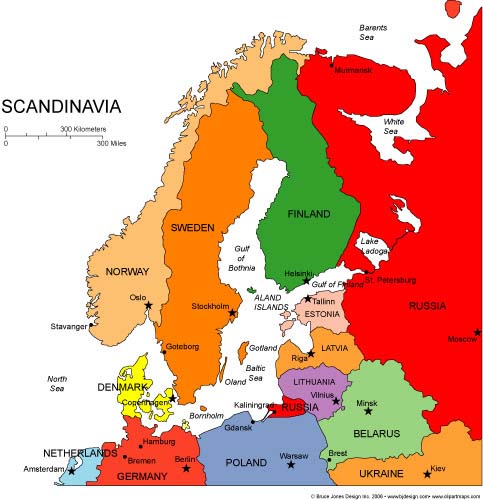 Barents
Sea
Murmansk
SCANDINAVIA
0 300 Kilometers
0 300 Miles
White
Sea
FINLAND
SWEDEN
Lake
Ladoga
Gulf
of
Bothnia
NORWAY
Helsinki
Gulf of Finland
St. Petersburg
Oslo
ALAND
ISLANDS
Tallinn
Stockholm
ESTONIA
RUSSIA
Stavanger
Moscow
Goteborg
Gotland
LATVIA
Riga
North
Sea
Baltic
Sea
Oland
DENMARK
LITHUANIA
Copenhagen
Vilnius
Minsk
Kaliningrad
RUSSIA
Bornholm
Gdansk
BELARUS
Hamburg
NETHERLANDS
Bremen
Brest
Warsaw
Amsterdam
Berlin
POLAND
Kiev
GERMANY
UKRAINE
© Bruce Jones Design Inc. 2006 • www.bjdesign.com • www.clipartmaps.com